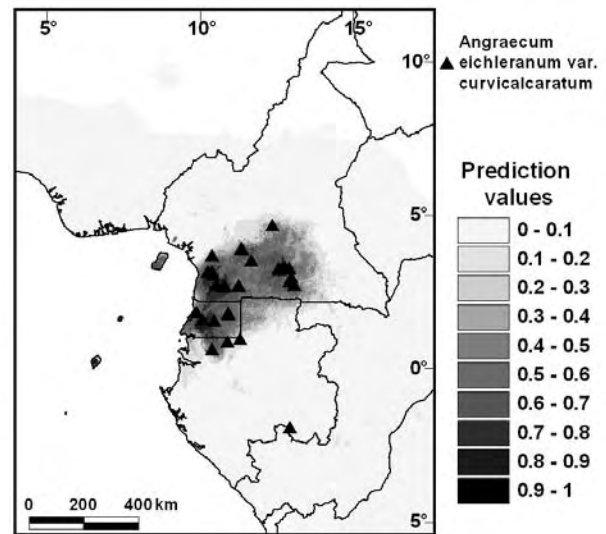 10°
15°
10°
5°
0°
5°
0 200 400 km
Angraecum
eichleranum var.
curvicalcaratum
Prediction
values
0 - 0.1
0.1 - 0.2
0.2 - 0.3
0.3 - 0.4
0.4 - 0.5
0.5 - 0.6
0.6 - 0.7
0.7 - 0.8
0.8 - 0.9
0.9 - 1